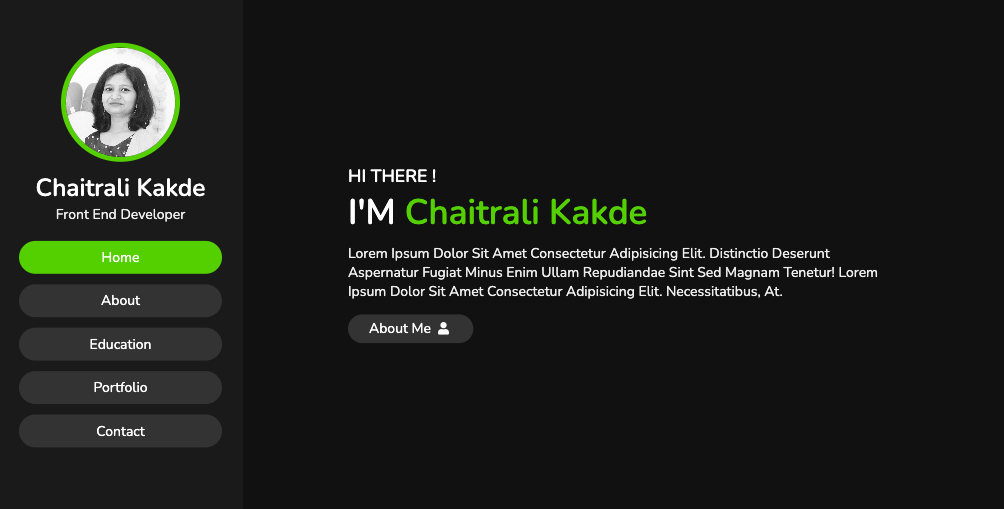 Chaitrali Kakde
Front End Developer
Home
About
Education
Portfolio
Contact
HI THERE !
I'M Chaitrali Kakde
Lorem Ipsum Dolor Sit Amet Consectetur Adipisicing Elit. Distinctio Deserunt
Aspernatur Fugiat Minus Enim Ullam Repudiandae Sint Sed Magnam Tenetur! Lorem
Ipsum Dolor Sit Amet Consectetur Adipisicing Elit. Necessitatibus, At.
About Me